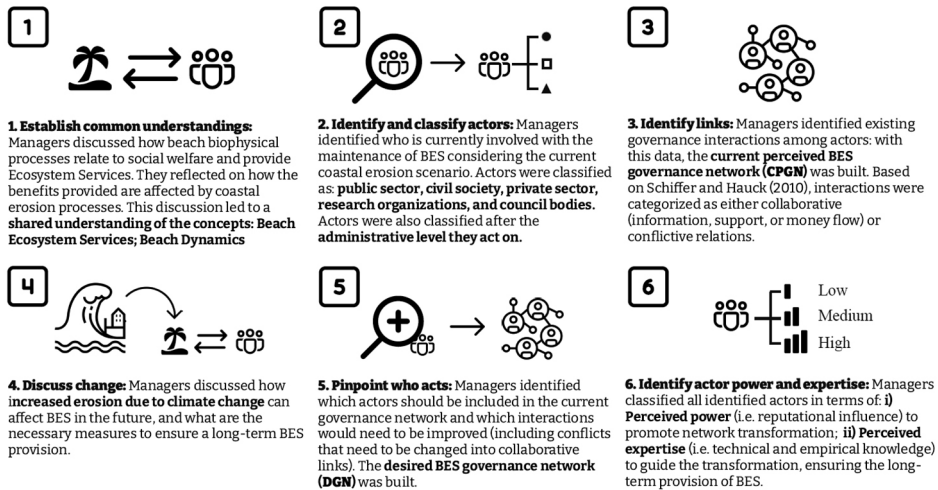 1
1. Establish common understandings:
Managers discussed how beach biophysical
processes relate to social welfare and provide
Ecosystem Services. They reflected on how the
benefits provided are affected by coastal
erosion processes. This discussion led to a
shared understanding of the concepts: Beach
Ecosystem Services; Beach Dynamics
2
2. Identify and classify actors: Managers
identified who is currently involved with the
maintenance of BES considering the current
coastal erosion scenario. Actors were classified
as: public sector, civil society, private sector,
research organizations, and council bodies.
Actors were also classified after the
administrative level they act on.
3
3. Identify links: Managers identified existing
governance interactions among actors: with
this data, the current perceived BES
governance network (CPGN) was built. Based
on Schiffer and Hauck (2010), interactions were
categorized as either collaborative
(information, support, or money flow) or
conflictive relations.
4
4. Discuss change: Managers discussed how
increased erosion due to climate change can
affect BES in the future, and what are the
necessary measures to ensure a long-term BES
provision.
5
5. Pinpoint who acts: Managers identified
which actors should be included in the current
governance network and which interactions
would need to be improved (including conflicts
that need to be changed into collaborative
links). The desired BES governance network
(DGN) was built.
6
Low
Medium
High
6. Identify actor power and expertise: Managers
classified all identified actors in terms of: i)
Perceived power (i.e. reputational influence) to
promote network transformation; ii) Perceived
expertise (i.e. technical and empirical knowledge)
to guide the transformation, ensuring the long-
term provision of BES.